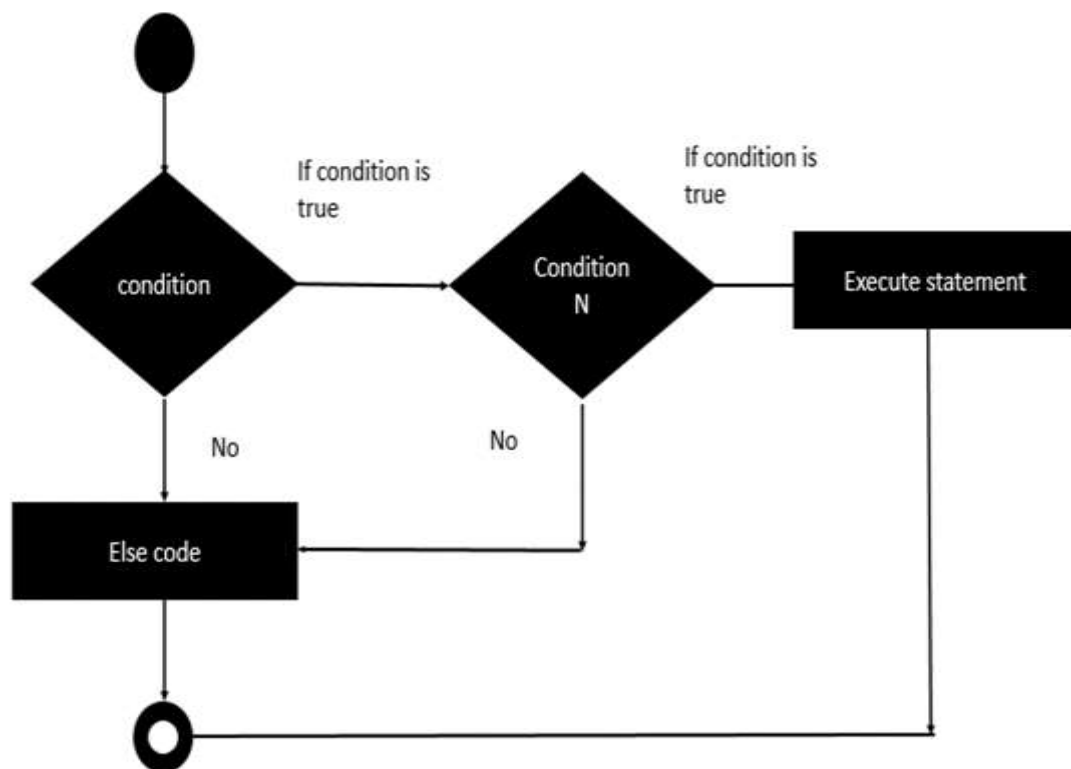 If condition is
true
If condition is
true
condition
Condition
N
Execute statement
No
No
Else code